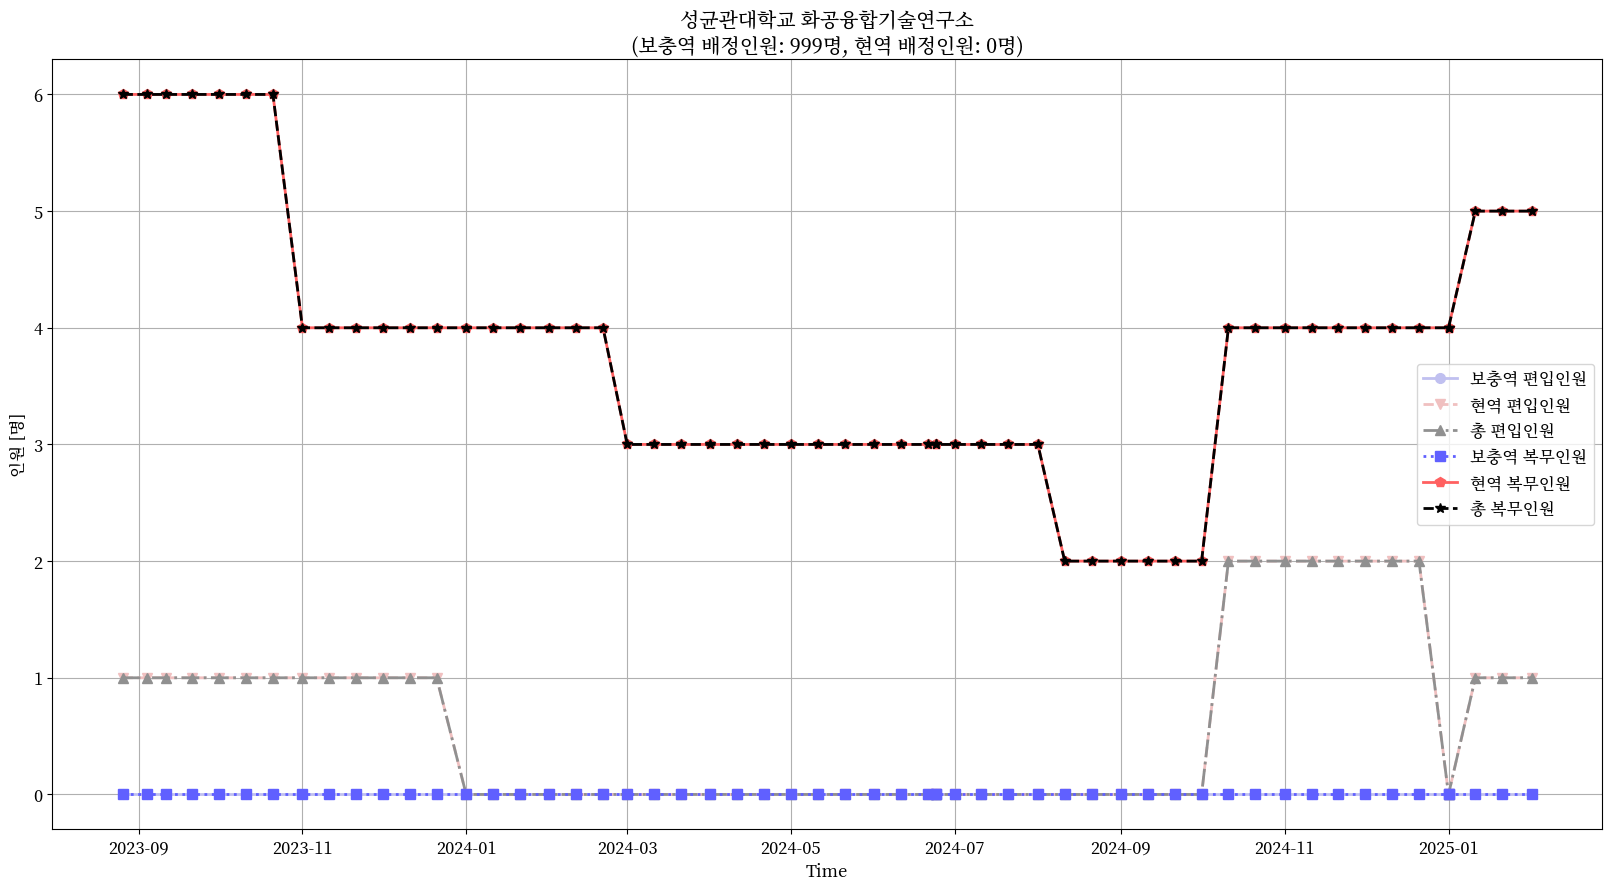 성균관대학교 화공융합기술연구소
(보충역 배정인원: 999명, 현역 배정인원: 0명)
인원 [명]
6
5
4
3
2
1
0
보충역 편입인원
현역 편입인원
총 편입인원
보충역 복무인원
현역 복무인원
총 복무인원
2023-09 2023-11 2024-01 2024-03 2024-05 2024-07 2024-09 2024-11 2025-01
Time